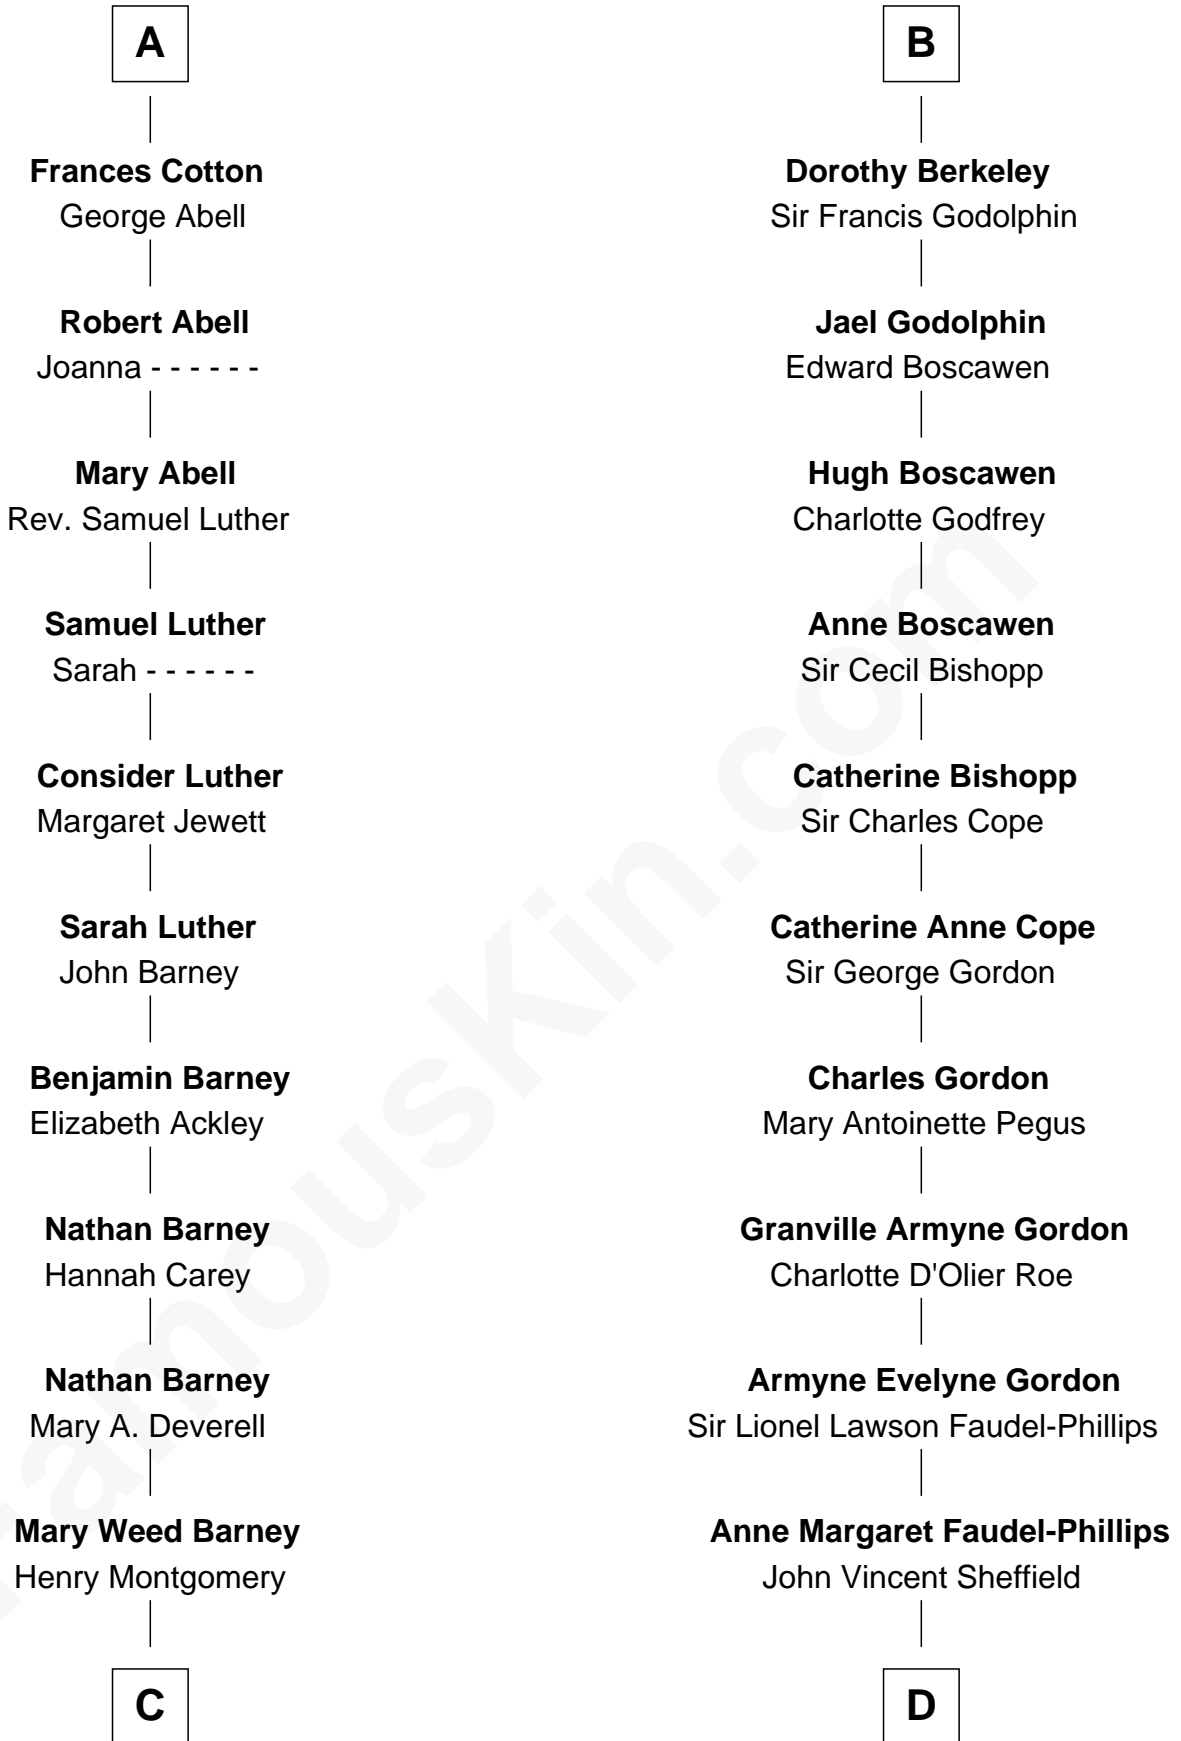 A
Frances Cotton
George Abell
Robert Abell
Joanna - - - - - -
Mary Abell
Rev. Samuel Luther
Samuel Luther
Sarah - - - - - -
Consider Luther
Margaret Jewett
Sarah Luther
John Barney
Benjamin Barney
Elizabeth Ackley
Nathan Barney
Hannah Carey
Nathan Barney
Mary A. Deverell
Mary Weed Barney
Henry Montgomery
C
B
Dorothy Berkeley
Sir Francis Godolphin
Jael Godolphin
Edward Boscawen
Hugh Boscawen
Charlotte Godfrey
Anne Boscawen
Sir Cecil Bishopp
Catherine Bishopp
Sir Charles Cope
Catherine Anne Cope
Sir George Gordon
Charles Gordon
Mary Antoinette Pegus
Granville Armyne Gordon
Charlotte D'Olier Roe
Armyne Evelyne Gordon
Sir Lionel Lawson Faudel-Phillips
Anne Margaret Faudel-Phillips
John Vincent Sheffield
D
FamousKin.com